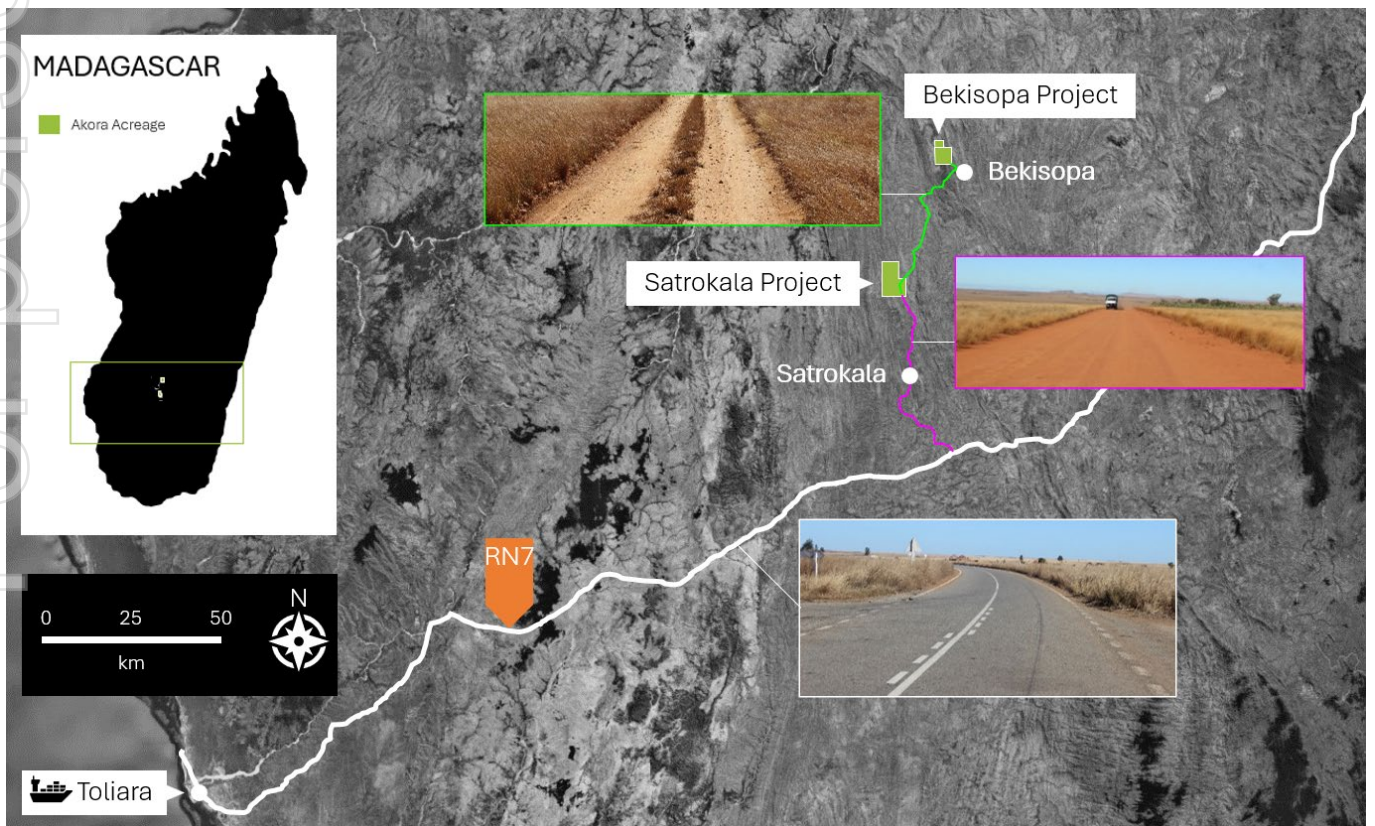 MADAGASCAR
Akora Acreage
Bekisopa Project
Bekisopa
Satrokala Project
Satrokala
RN7
0 25 50
km
N
Toliara